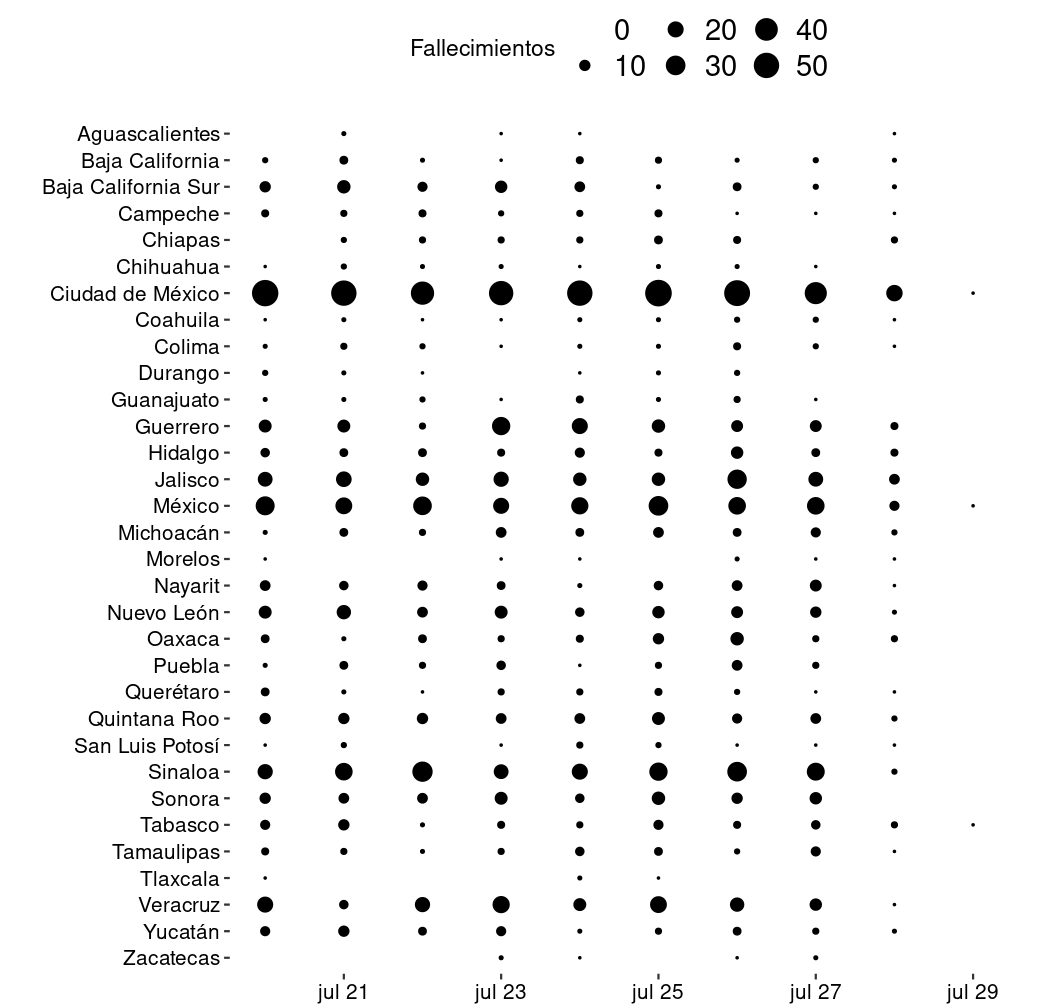 Fallecimientos
0 20 40
10 30 50
Aguascalientes
Baja California
Baja California Sur
Campeche
Chiapas
Chihuahua
Ciudad de México
Coahuila
Colima
Durango
Guanajuato
Guerrero
Hidalgo
Jalisco
México
Michoacán
Morelos
Nayarit
Nuevo León
Oaxaca
Puebla
Querétaro
Quintana Roo
San Luis Potosí
Sinaloa
Sonora
Tabasco
Tamaulipas
Tlaxcala
Veracruz
Yucatán
Zacatecas
jul 21 jul 23 jul 25 jul 27 jul 29